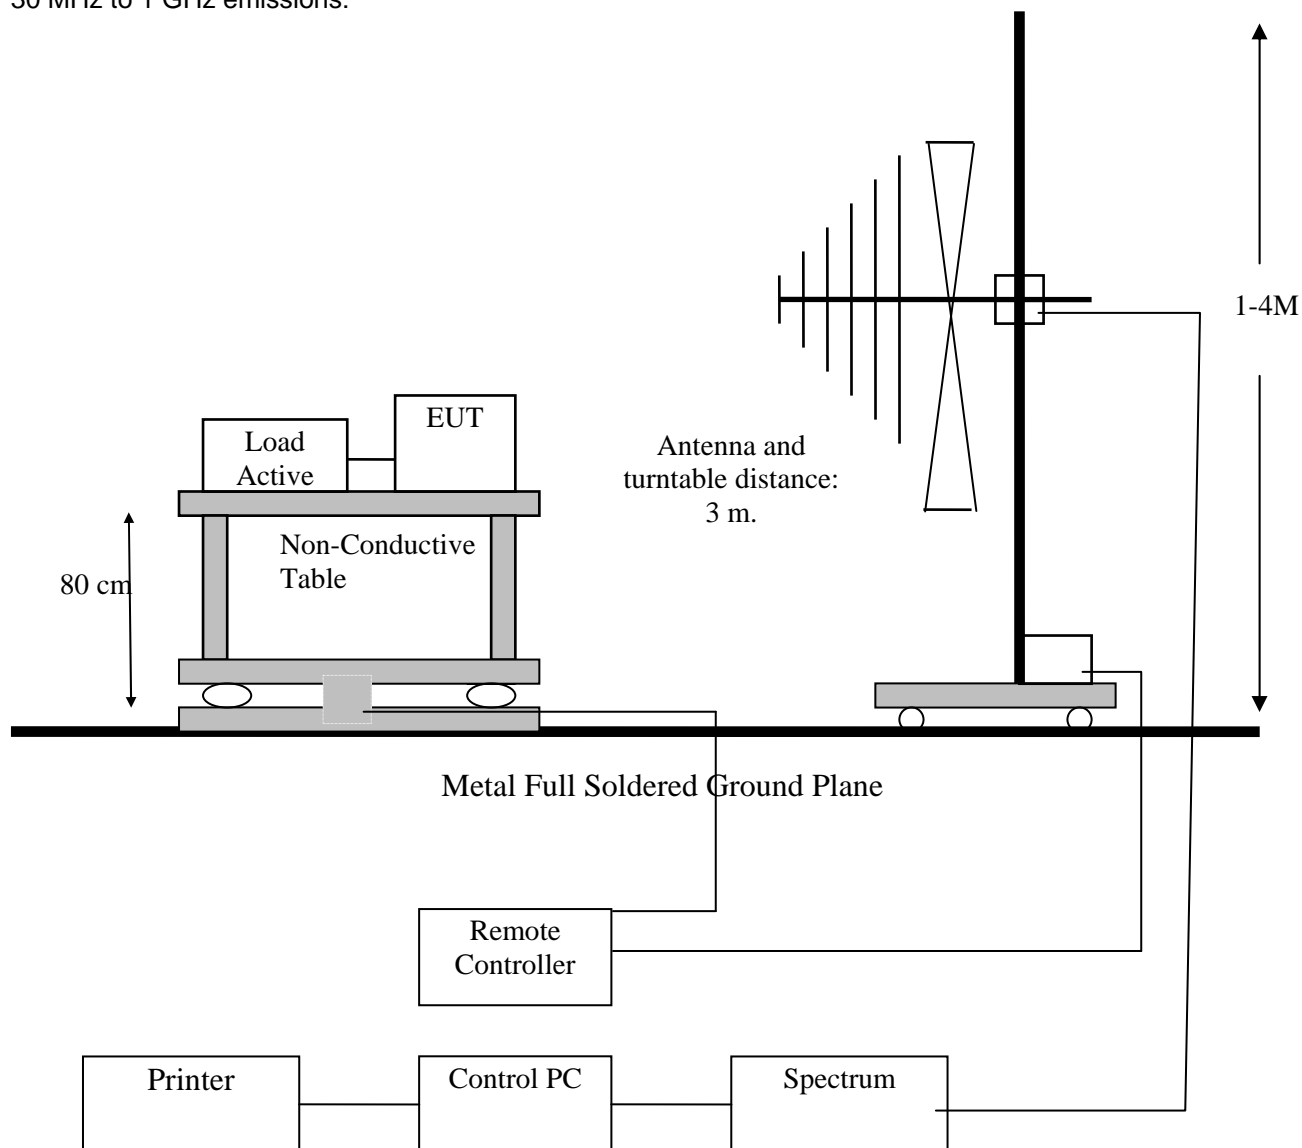 30 MHz to 1 GHz emissions:
1-4M
EUT
Load
Active
Antenna and
turntable distance:
3 m.
Non-Conductive
Table
80 cm
Metal Full Soldered Ground Plane
Remote
Controller
Printer
Control PC
Spectrum